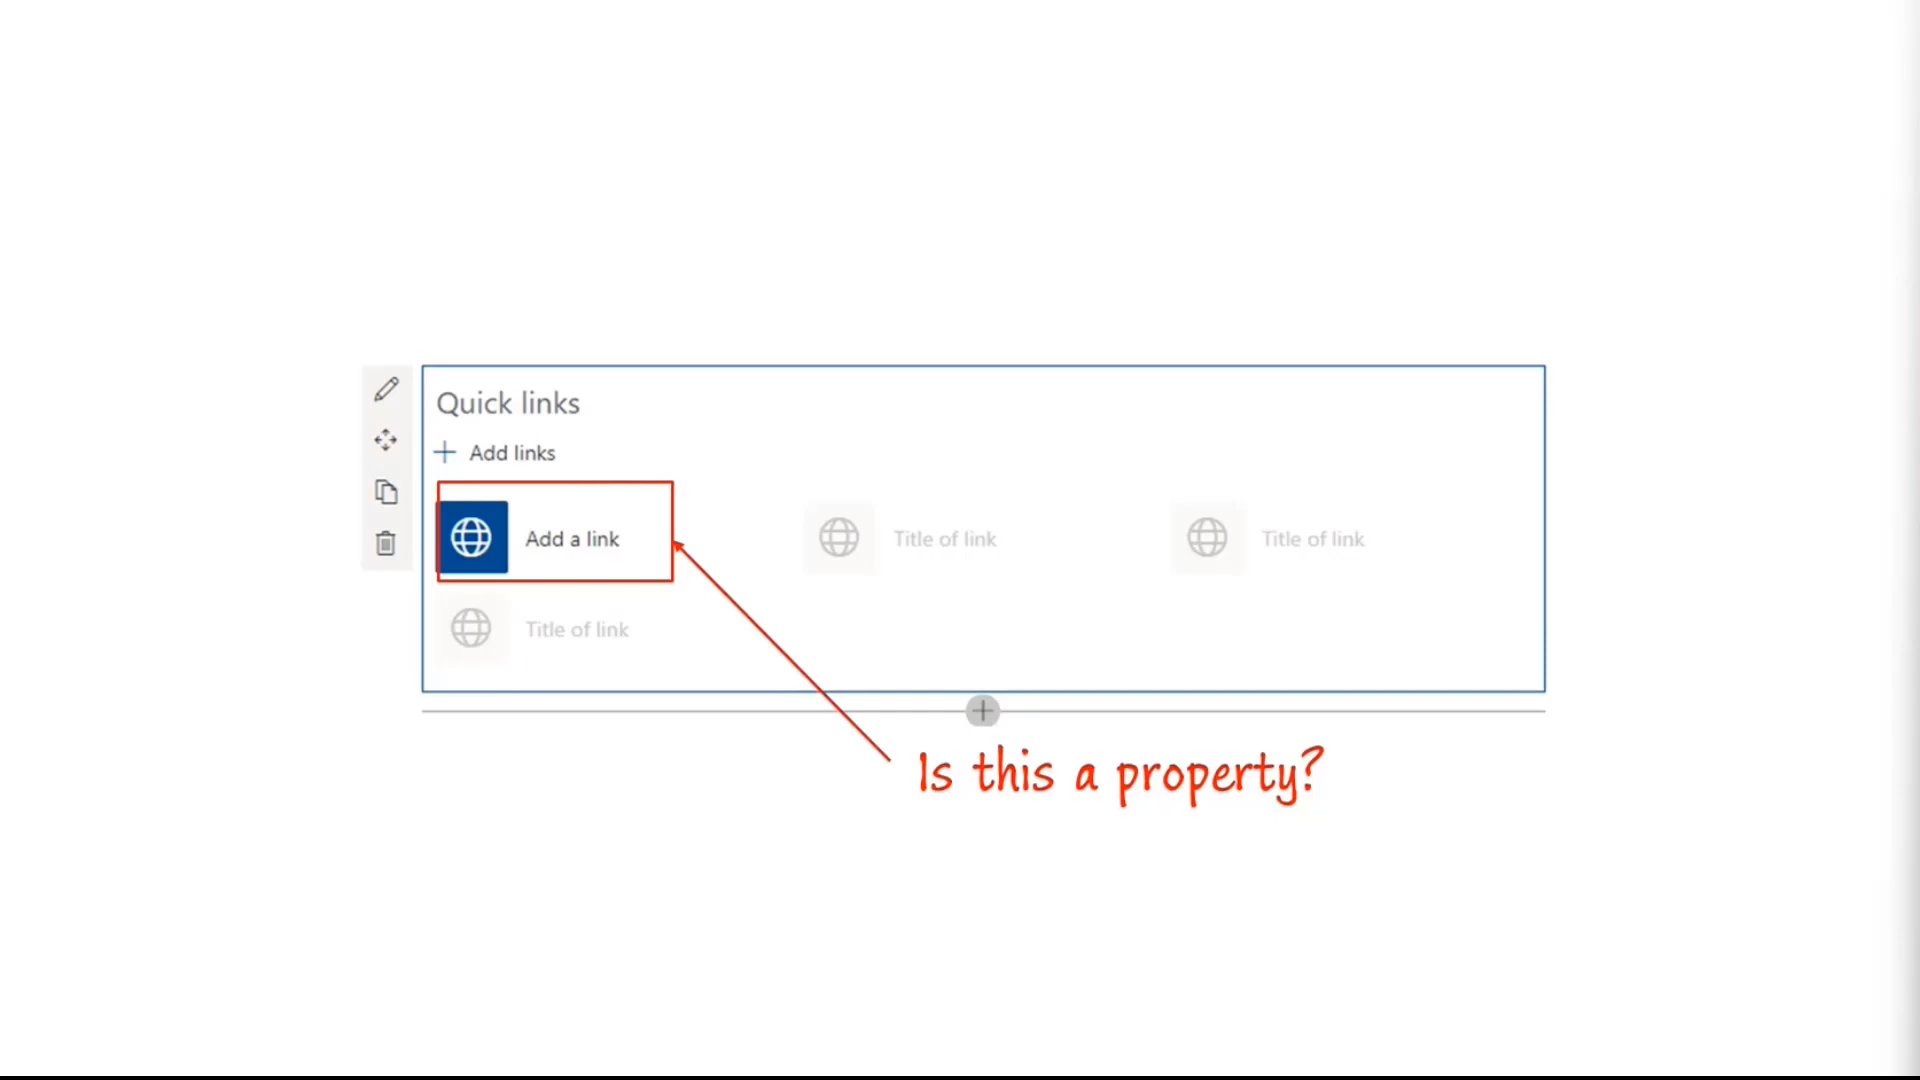 Quick links
Add links
Add a link
Title of link
Title of link
Title of link
Is this a property?